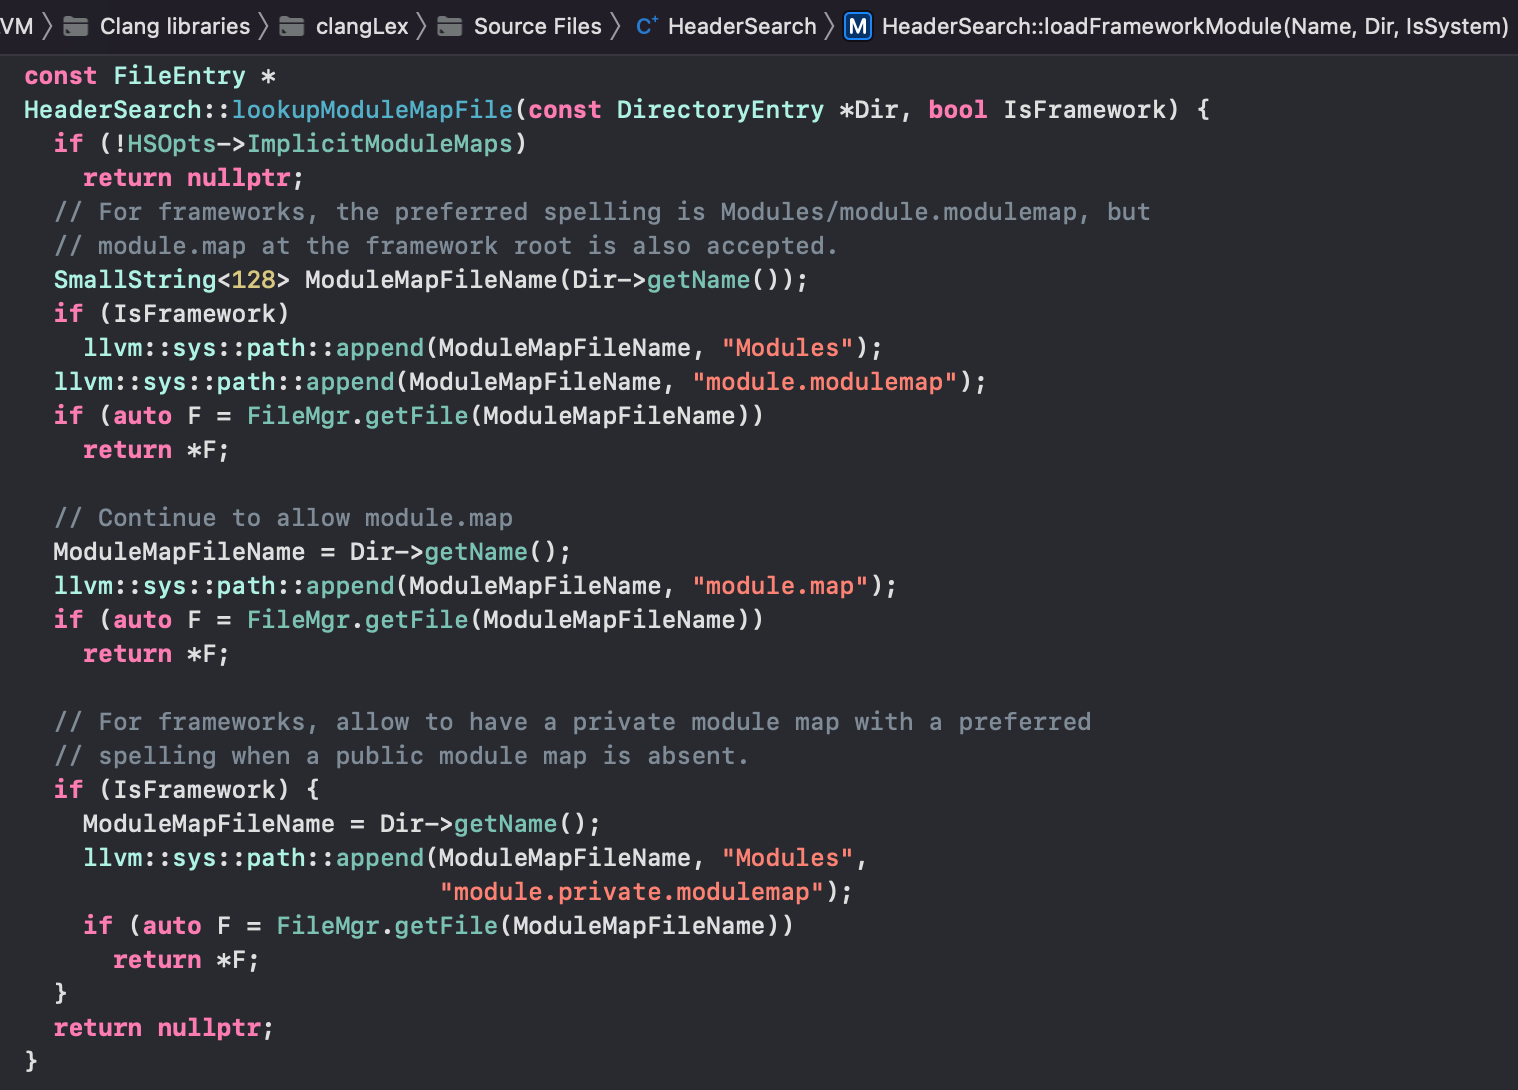 VM 〉 Clang libraries 〉 clangLex 〉 Source Files 〉 C+ HeaderSearch 〉 M HeaderSearch::loadFrameworkModule(Name, Dir, IsSystem)
const FileEntry *
HeaderSearch::lookupModuleMapFile(const DirectoryEntry *Dir, bool IsFramework) {
  if (!HSOpts->ImplicitModuleMaps)
    return nullptr;
  // For frameworks, the preferred spelling is Modules/module.modulemap, but
  // module.map at the framework root is also accepted.
  SmallString<128> ModuleMapFileName(Dir->getName());
  if (IsFramework)
    llvm::sys::path::append(ModuleMapFileName, "Modules");
  llvm::sys::path::append(ModuleMapFileName, "module.modulemap");
  if (auto F = FileMgr.getFile(ModuleMapFileName))
    return *F;

  // Continue to allow module.map
  ModuleMapFileName = Dir->getName();
  llvm::sys::path::append(ModuleMapFileName, "module.map");
  if (auto F = FileMgr.getFile(ModuleMapFileName))
    return *F;

  // For frameworks, allow to have a private module map with a preferred
  // spelling when a public module map is absent.
  if (IsFramework) {
    ModuleMapFileName = Dir->getName();
    llvm::sys::path::append(ModuleMapFileName, "Modules",
                            "module.private.modulemap");
    if (auto F = FileMgr.getFile(ModuleMapFileName))
      return *F;
  }
  return nullptr;
}